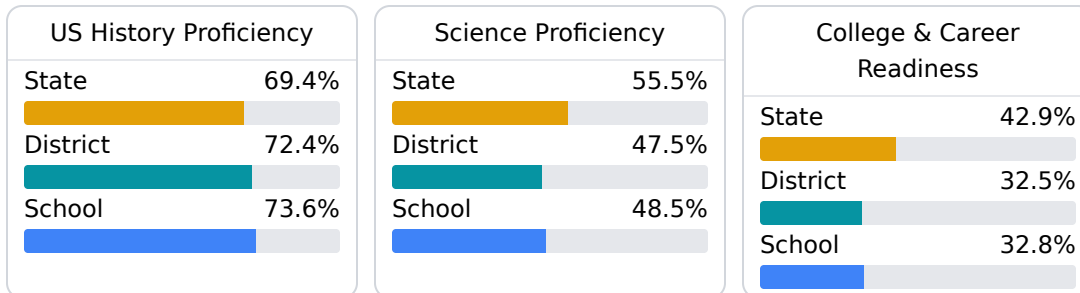 US History Proficiency
State 69.4%
District 72.4%
School 73.6%
Science Proficiency
State 55.5%
District 47.5%
School 48.5%
College & Career
Readiness
State 42.9%
District 32.5%
School 32.8%